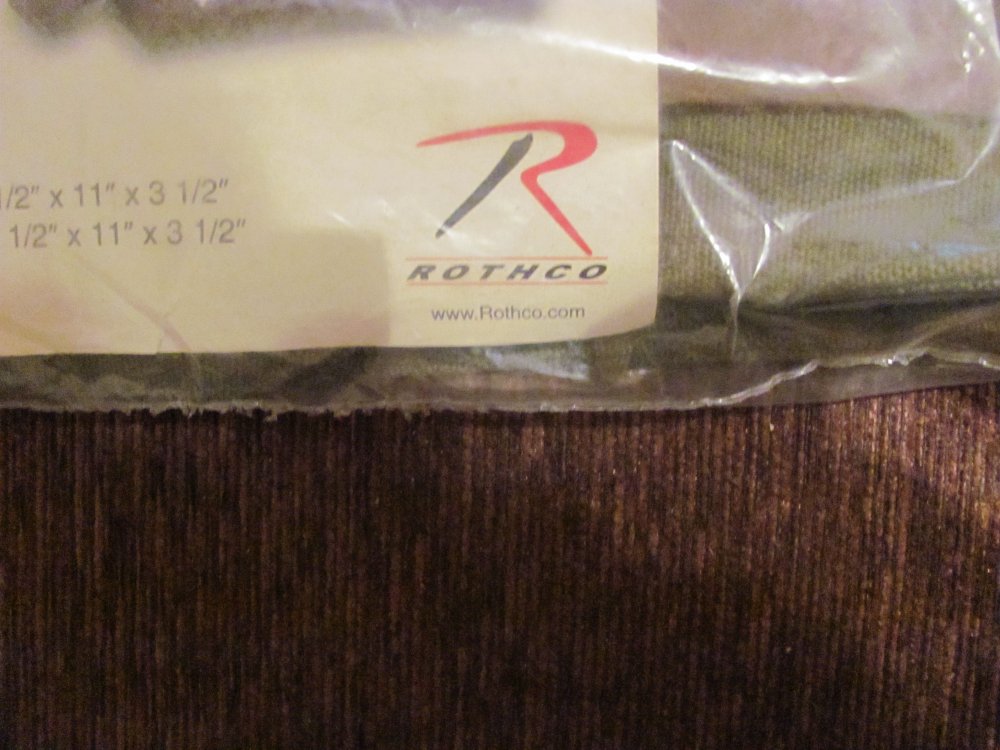 1/2" x 11" x 3 1/2"
1/2" x 11" x 3 1/2"
R
ROTHCO
www.Rothco.com